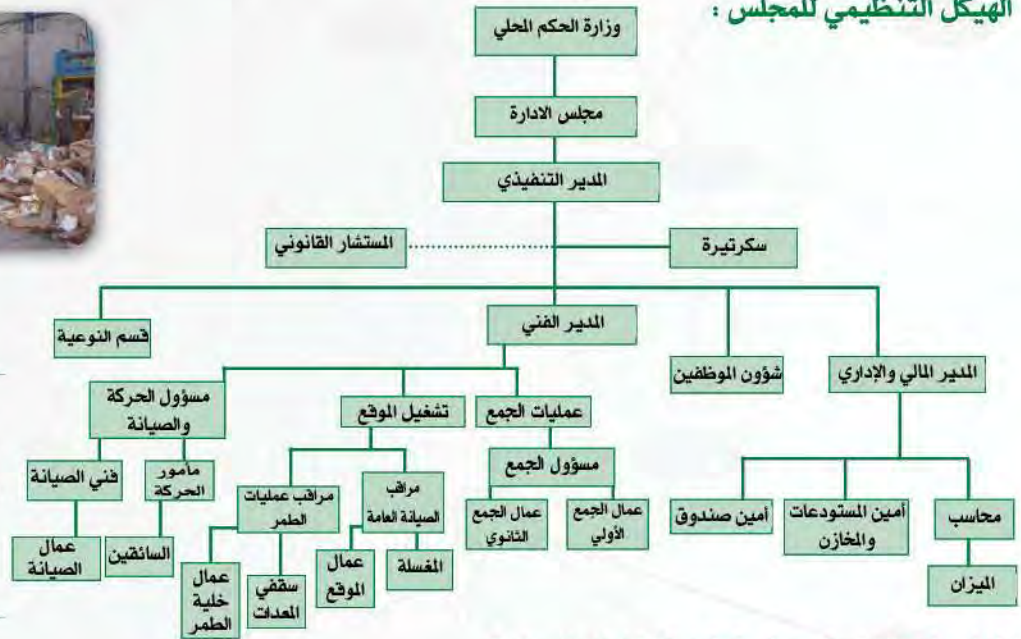 الهيكل التنظيمي للمجلس :
وزارة الحكم المحلي
مجلس الادارة
المدير التنفيذي
سكرتيرة
المستشار القانوني
المدير المالي والإداري
شؤون الموظفين
المدير الفني
قسم النوعية
محاسب
أمين المستودعات
والمخازن
أمين صندوق
الميزان
عمليات الجمع
تشغيل الموقع
مسؤول الحركة
والصيانة
مسؤول الجمع
عمال الجمع
الأولي
عمال الجمع
الثانوي
مراقب
الصيانة العامة
مراقب عمليات
الطمر
المغسلة
عمال
الموقع
سقفي
المعدات
عمال
خلية
الطمر
مأمور
الحركة
فني الصيانة
السائقين
عمال
الصيانة